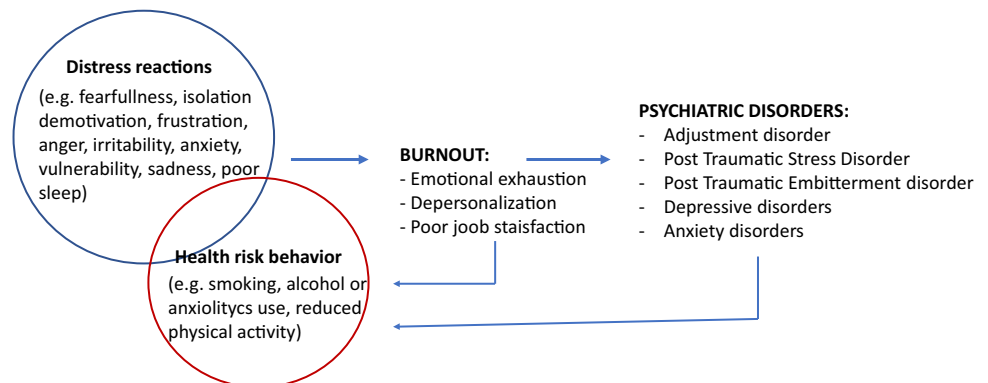 Distress reactions
(e.g. fearfullness, isolation
demotivation, frustration,
anger, irritability, anxiety,
vulnerability, sadness, poor
sleep)
Health risk behavior
(e.g. smoking, alcohol or
anxiolitycs use, reduced
physical activity)
BURNOUT:
- Emotional exhaustion
- Depersonalization
- Poor joob staisfaction
PSYCHIATRIC DISORDERS:
- Adjustment disorder
- Post Traumatic Stress Disorder
- Post Traumatic Embitterment disorder
- Depressive disorders
- Anxiety disorders